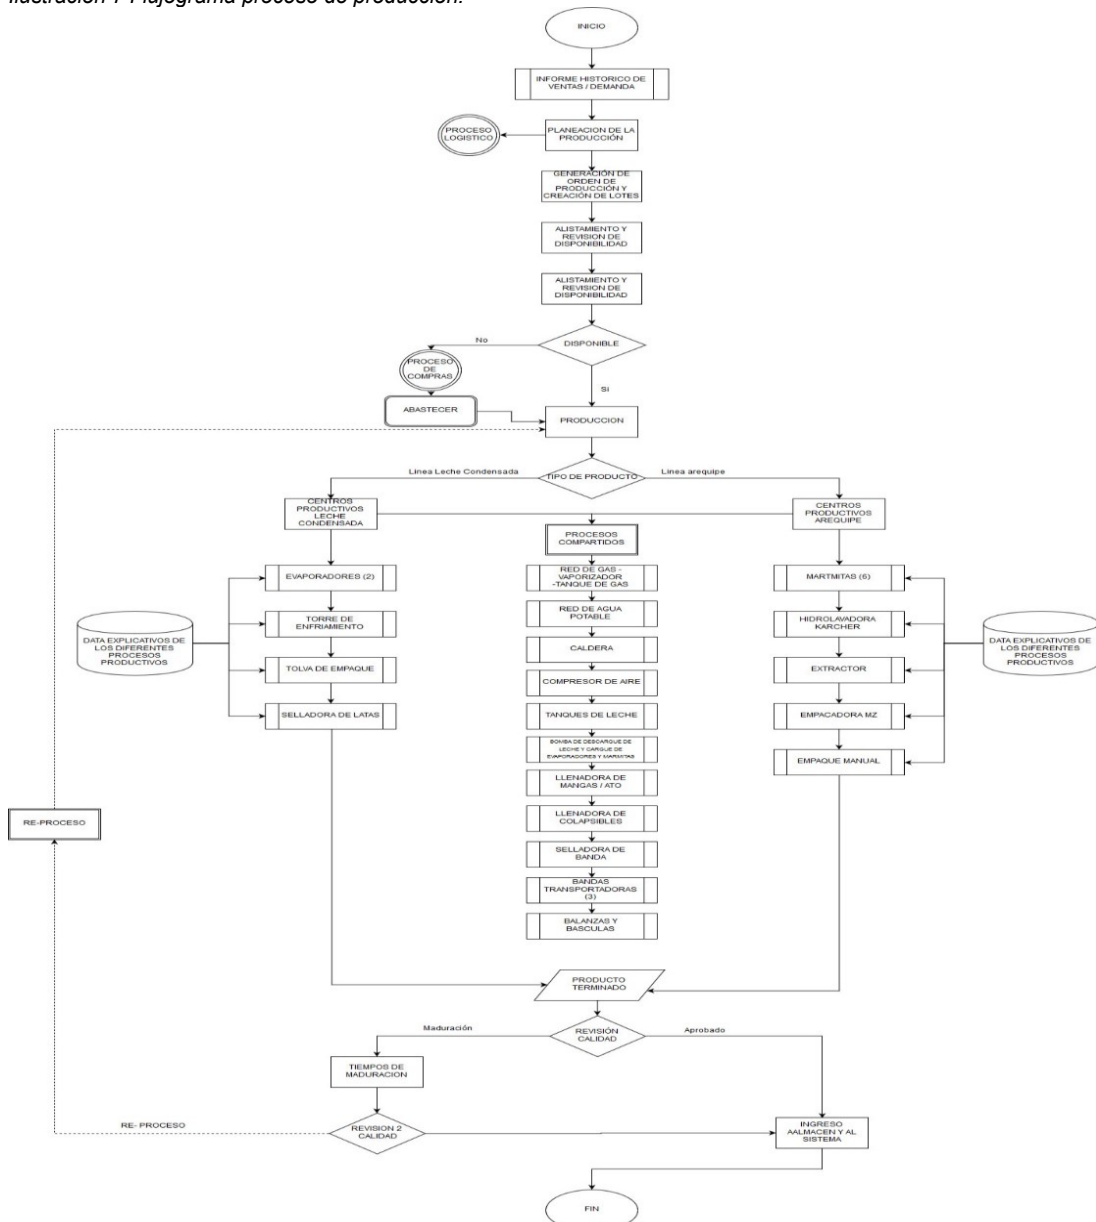 Ilustración 7 Flujograma proceso de producción.
INICIO
INFORME HISTORICO DE
VENTAS / DEMANDA
PROCESO
LOGISTICO
PLANEACION DE LA
PRODUCCIÓN
GENERACIÓN DE
ORDEN DE
PRODUCCIÓN Y
CREACIÓN DE LOTES
ALISTAMIENTO Y
REVISION DE
DISPONIBILIDAD
ALISTAMIENTO Y
REVISION DE
DISPONIBILIDAD
DISPONIBLE
No
Si
PROCESO
DE
COMPRAS
ABASTECER
PRODUCCION
TIPO DE PRODUCTO
Linea Leche Condensada
Linea arequipe
CENTROS
PRODUCTIVOS
LECHE
CONDENSADA
CENTROS
PRODUCTIVOS
AREQUIPE
PROCESOS
COMPARTIDOS
EVAPORADORES (2)
TORRE DE
ENFRIAMIENTO
TOLVA DE EMPAQUE
SELLADORA DE LATAS
DATA EXPLICATIVOS DE
LOS DIFERENTES
PROCESOS
PRODUCTIVOS
RED DE GAS -
VAPORIZADOR
-TANQUE DE GAS
RED DE AGUA
POTABLE
CALDERA
COMPRESOR DE AIRE
TANQUES DE LECHE
BOMBA DE DESCARGUE DE
LECHE Y CARGUE DE
EVAPORADORES Y MARMITAS
LLENADORA DE
MANGAS / ATO
LLENADORA DE
COLAPSIBLES
SELLADORA DE
BANDA
BANDAS
TRANSPORTADORAS
(3)
BALANZAS Y
BASCULAS
MARTMITAS (6)
HIDROLAVADORA
KARCHER
EXTRACTOR
EMPACADORA MZ
EMPAQUE MANUAL
DATA EXPLICATIVOS DE
LOS DIFERENTES
PROCESOS
PRODUCTIVOS
RE-PROCESO
PRODUCTO
TERMINADO
REVISIÓN
CALIDAD
Maduración
Aprobado
TIEMPOS DE
MADURACION
RE- PROCESO
REVISION 2
CALIDAD
INGRESO
AALMACEN Y AL
SISTEMA
FIN